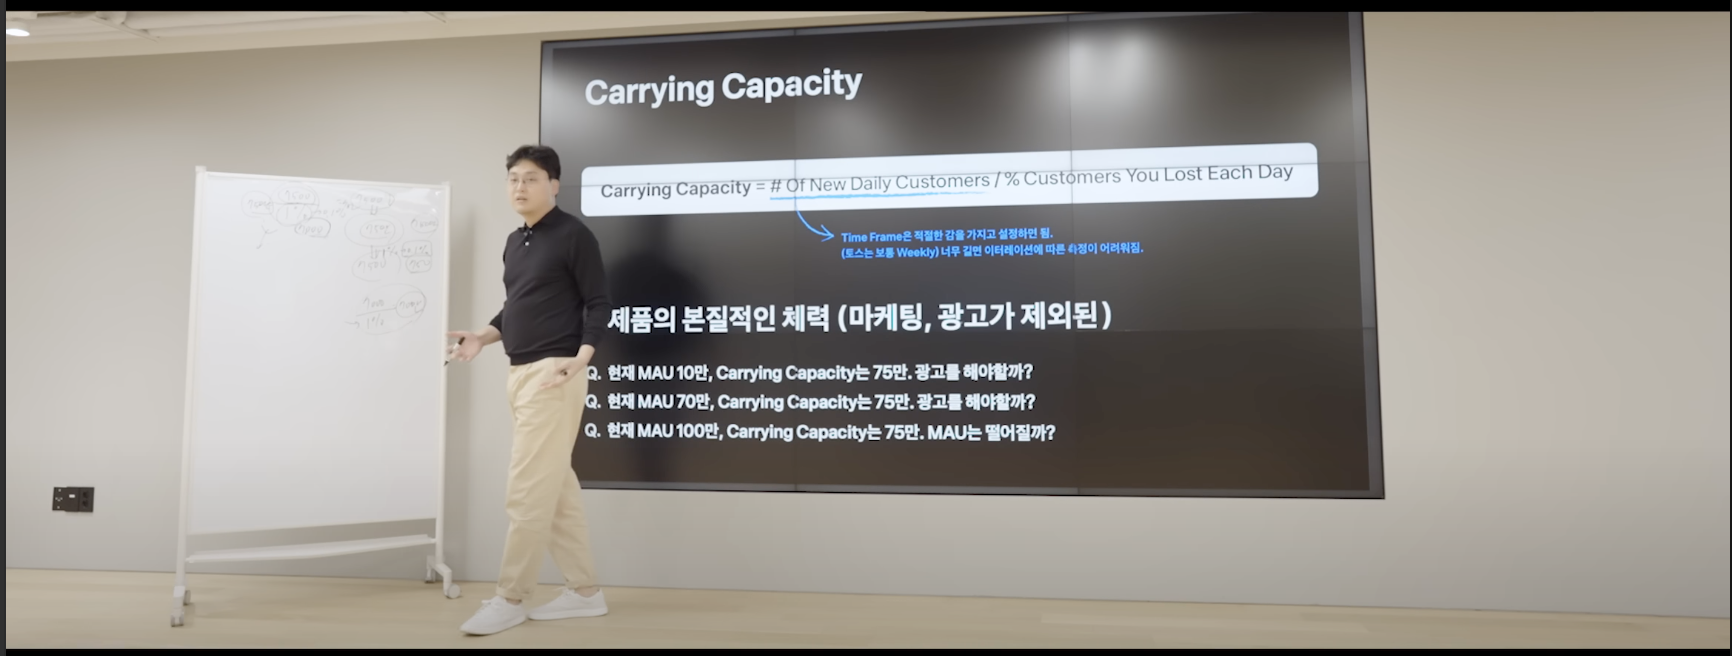 Carrying Capacity
Carrying Capacity = # Of New Daily Customers / % Customers You Lost Each Day
Time Frame은 적절한 감을 가지고 설정하면 됨.
(토스는 보통 Weekly) 너무 길면 이터레이션에 따른 측정이 어려워짐.
제품의 본질적인 체력 (마케팅, 광고가 제외된)
Q. 현재 MAU 10만, Carrying Capacity는 75만. 광고를 해야할까?
Q. 현재 MAU 70만, Carrying Capacity는 75만. 광고를 해야할까?
Q. 현재 MAU 100만, Carrying Capacity는 75만. MAU는 떨어질까?